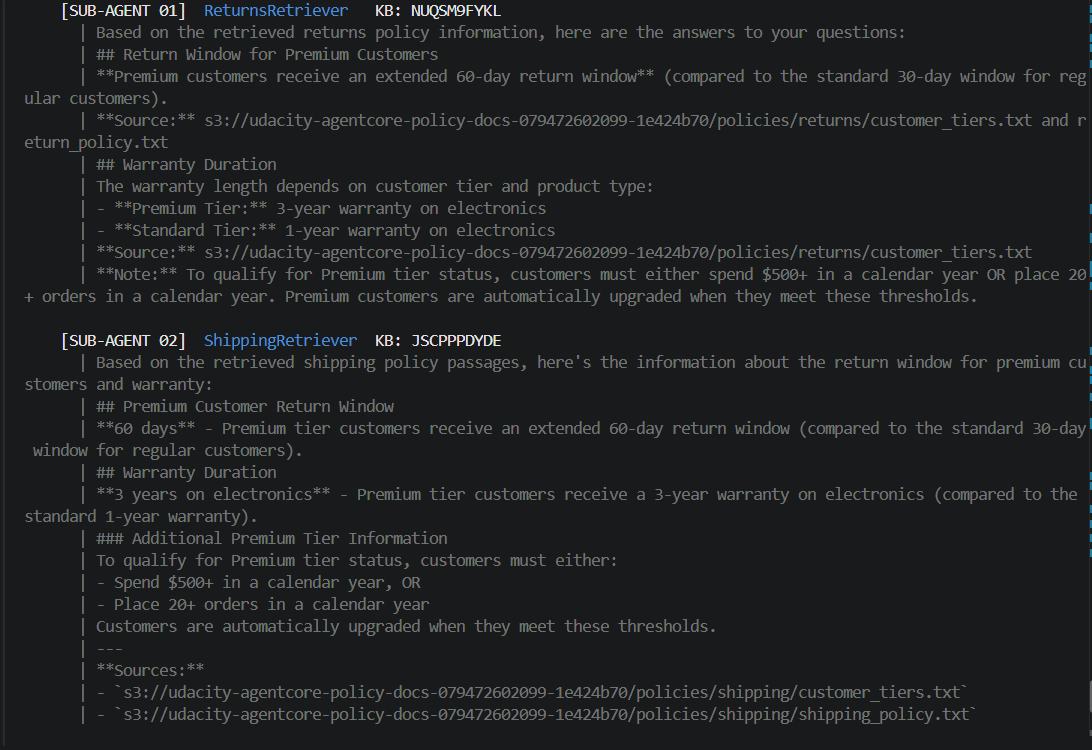 [SUB-AGENT 01]  ReturnsRetriever   KB: NUQSM9FYKL
| Based on the retrieved returns policy information, here are the answers to your questions:
| ## Return Window for Premium Customers
| **Premium customers receive an extended 60-day return window** (compared to the standard 30-day window for reg
ular customers).
| **Source:** s3://udacity-agentcore-policy-docs-079472602099-1e424b70/policies/returns/customer_tiers.txt and r
eturn_policy.txt
| ## Warranty Duration
| The warranty length depends on customer tier and product type:
| - **Premium Tier:** 3-year warranty on electronics
| - **Standard Tier:** 1-year warranty on electronics
| **Source:** s3://udacity-agentcore-policy-docs-079472602099-1e424b70/policies/returns/customer_tiers.txt
| **Note:** To qualify for Premium tier status, customers must either spend $500+ in a calendar year OR place 20
+ orders in a calendar year. Premium customers are automatically upgraded when they meet these thresholds.
[SUB-AGENT 02]  ShippingRetriever  KB: JSCPPPDYDE
| Based on the retrieved shipping policy passages, here's the information about the return window for premium cu
stomers and warranty:
| ## Premium Customer Return Window
| **60 days** - Premium tier customers receive an extended 60-day return window (compared to the standard 30-day
window for regular customers).
| ## Warranty Duration
| **3 years on electronics** - Premium tier customers receive a 3-year warranty on electronics (compared to the
standard 1-year warranty).
| ### Additional Premium Tier Information
| To qualify for Premium tier status, customers must either:
| - Spend $500+ in a calendar year, OR
| - Place 20+ orders in a calendar year
| Customers are automatically upgraded when they meet these thresholds.
| ---
| **Sources:**
| - `s3://udacity-agentcore-policy-docs-079472602099-1e424b70/policies/shipping/customer_tiers.txt`
| - `s3://udacity-agentcore-policy-docs-079472602099-1e424b70/policies/shipping/shipping_policy.txt`